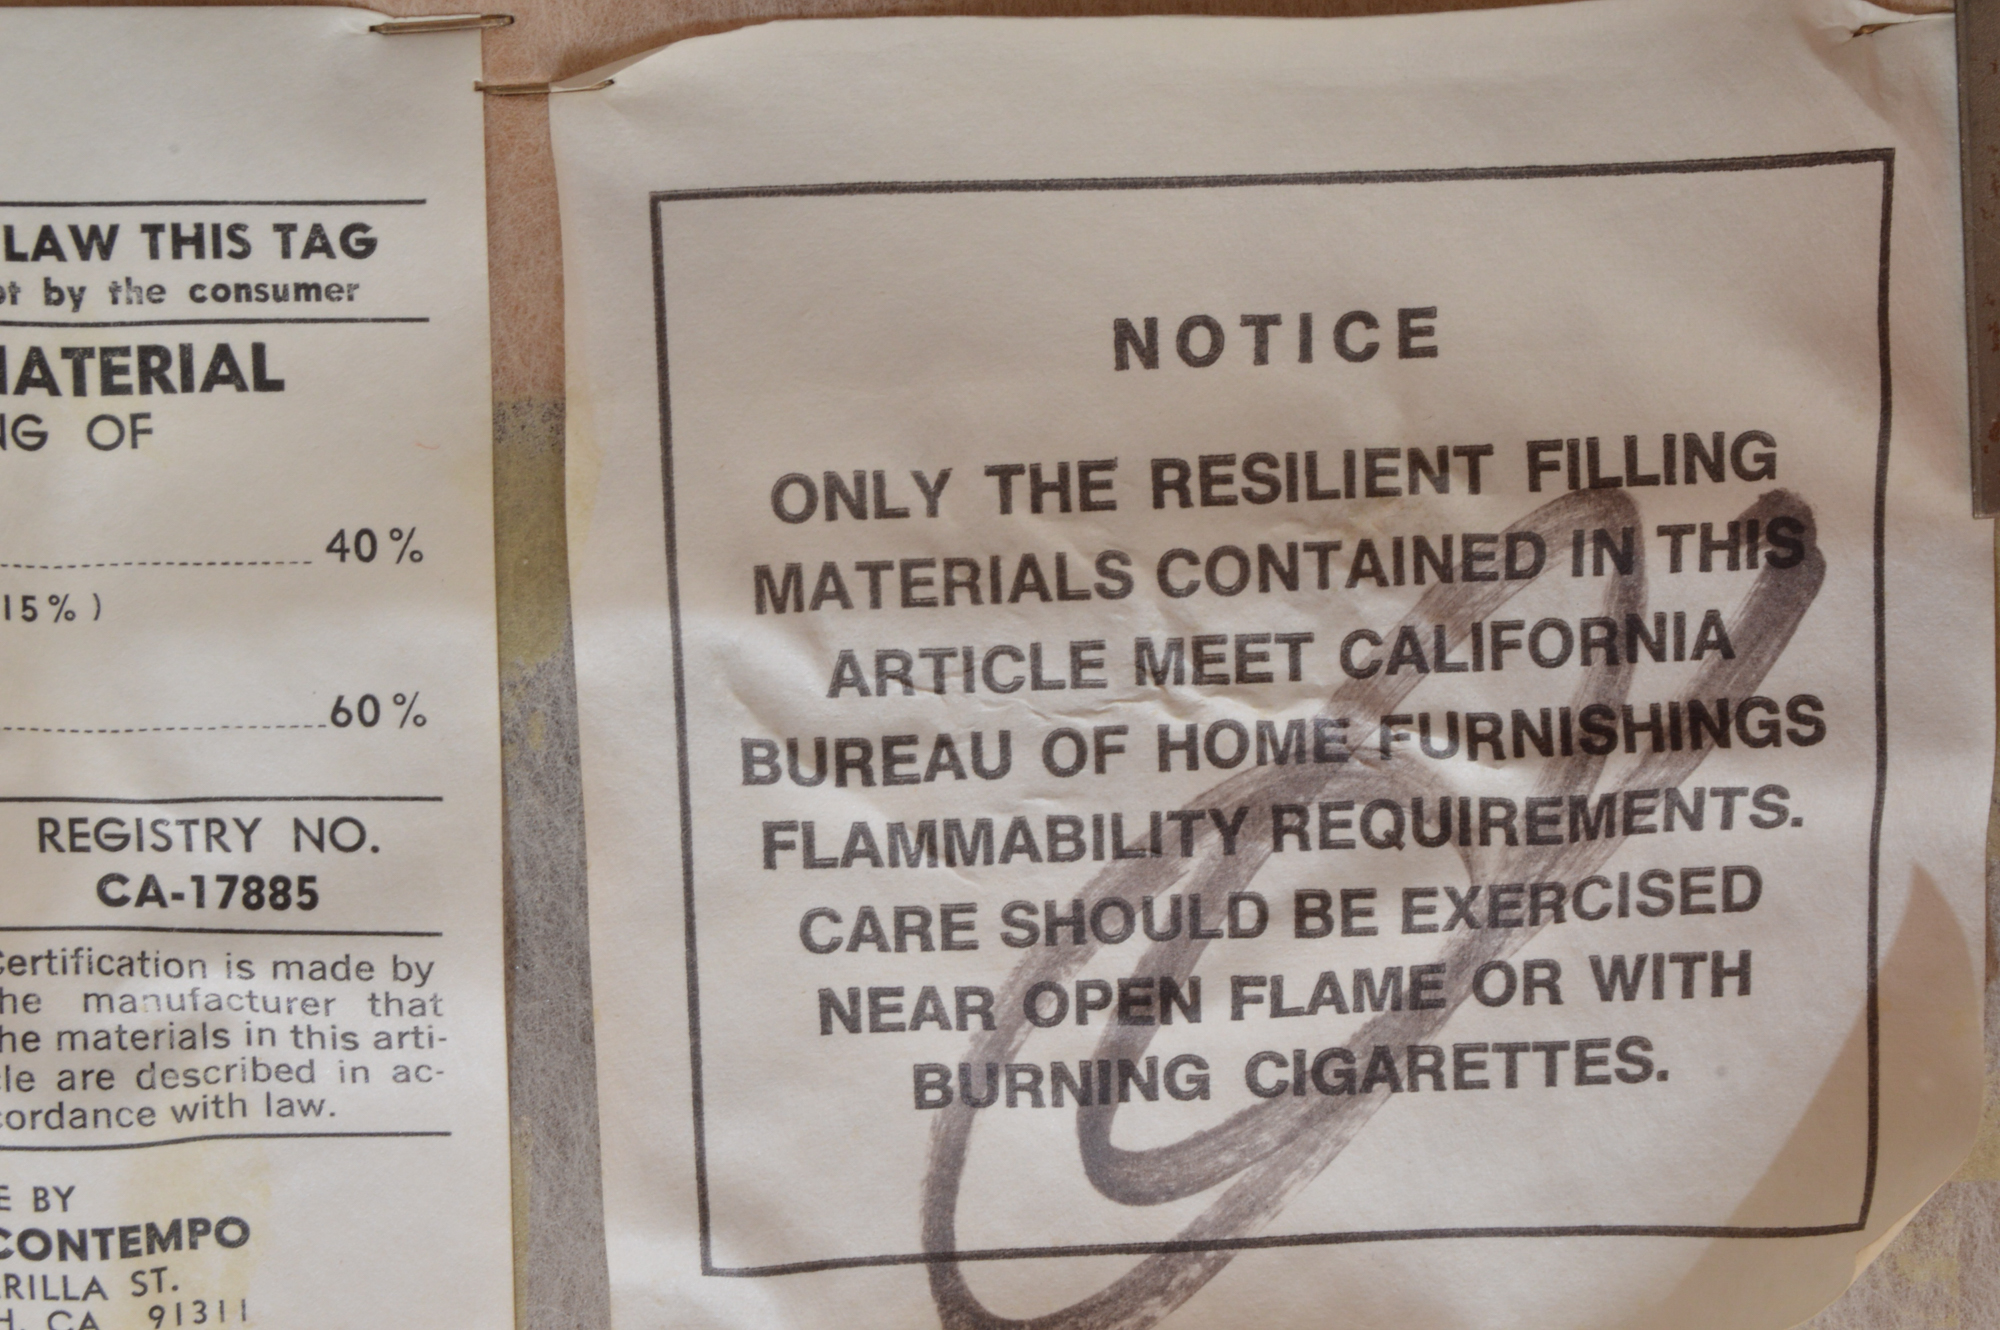 LAW THIS TAG
by the consumer
MATERIAL
OF
40%
15%)
60%
REGISTRY NO.
CA-17885
Certification is made by
the manufacturer that
the materials in this arti-
cle are described in ac-
cordance with law.
BY
CONTEMPO
RILLA ST.
CA 91311
NOTICE
ONLY THE RESILIENT FILLING
MATERIALS CONTAINED IN THIS
ARTICLE MEET CALIFORNIA
BUREAU OF HOME FURNISHINGS
FLAMMABILITY REQUIREMENTS.
CARE SHOULD BE EXERCISED
NEAR OPEN FLAME OR WITH
BURNING CIGARETTES.